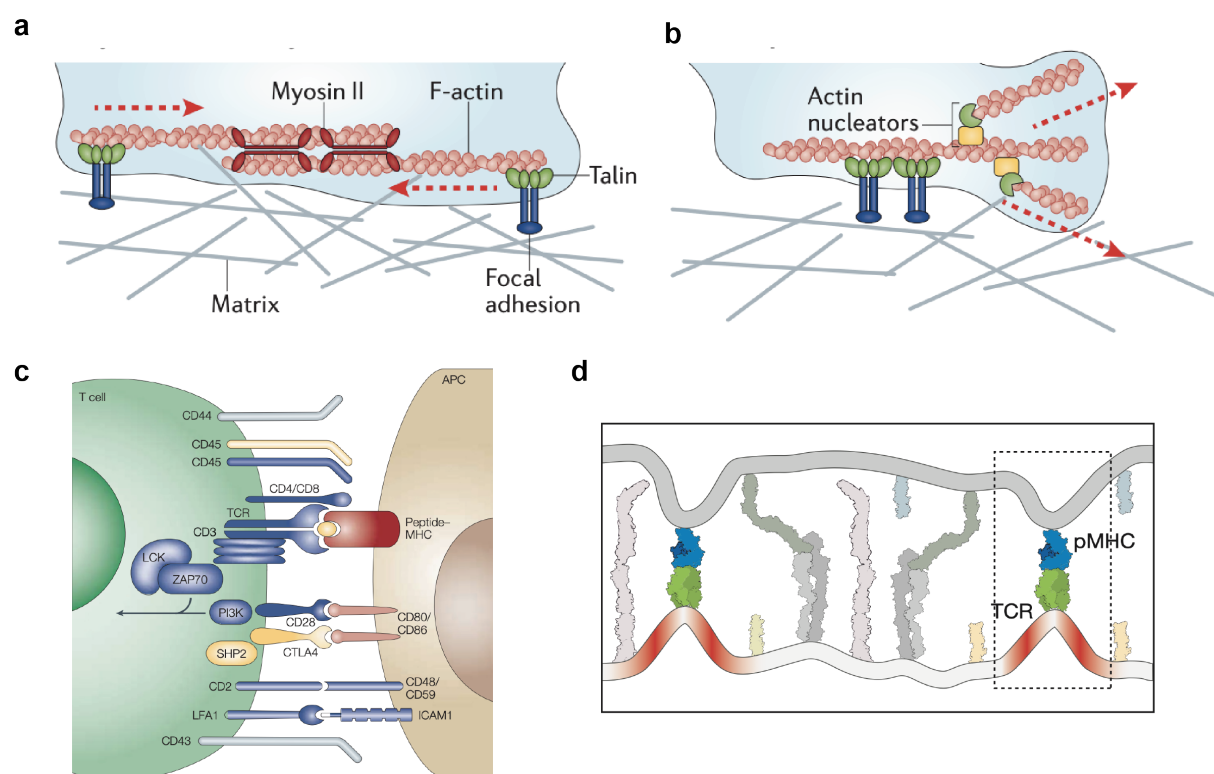 a
Myosin II
F-actin
Talin
Focal
adhesion
Matrix
b
Actin
nucleators
c
T cell
APC
CD44
CD45
CD45
CD4/CD8
TCR
CD3
Peptide–
MHC
LCK
ZAP70
PI3K
CD28
CD80/
CD86
CTLA4
SHP2
CD2
CD48/
CD59
LFA1
ICAM1
CD43
d
pMHC
TCR